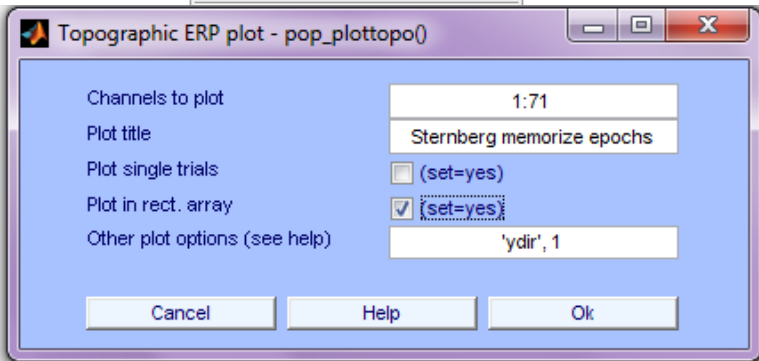 Topographic ERP plot - pop_plottopo()
Channels to plot 1:71
Plot title Sternberg memorize epochs
Plot single trials (set=yes)
Plot in rect. array (set=yes)
Other plot options (see help) 'ydir', 1
Cancel Help Ok